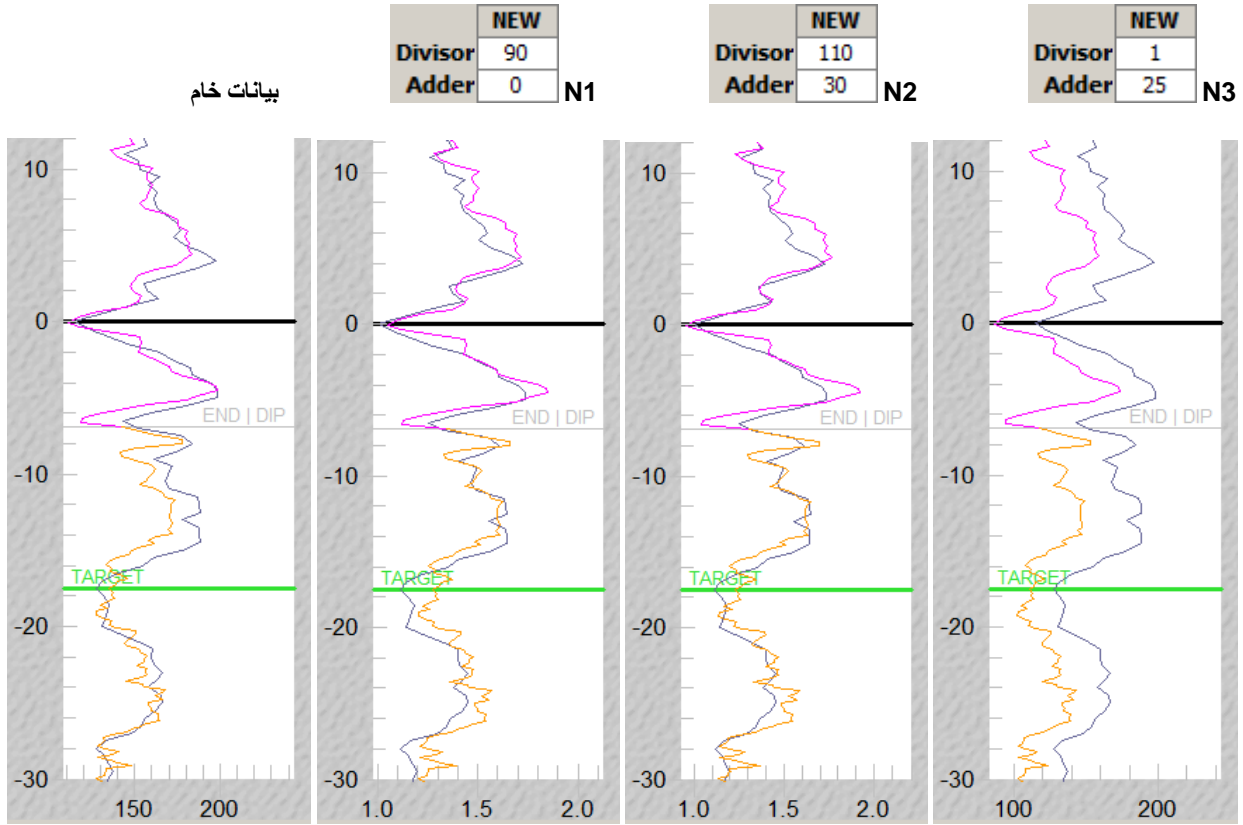 NEW
Divisor 90
Adder 0
N1
NEW
Divisor 110
Adder 30
N2
NEW
Divisor 1
Adder 25
N3
بيانات خام
10
0
-10
-20
-30
END | DIP
TARGET
150 200
10
0
-10
-20
-30
END | DIP
TARGET
1.0 1.5 2.0
10
0
-10
-20
-30
END | DIP
TARGET
1.0 1.5 2.0
10
0
-10
-20
-30
END | DIP
TARGET
100 200